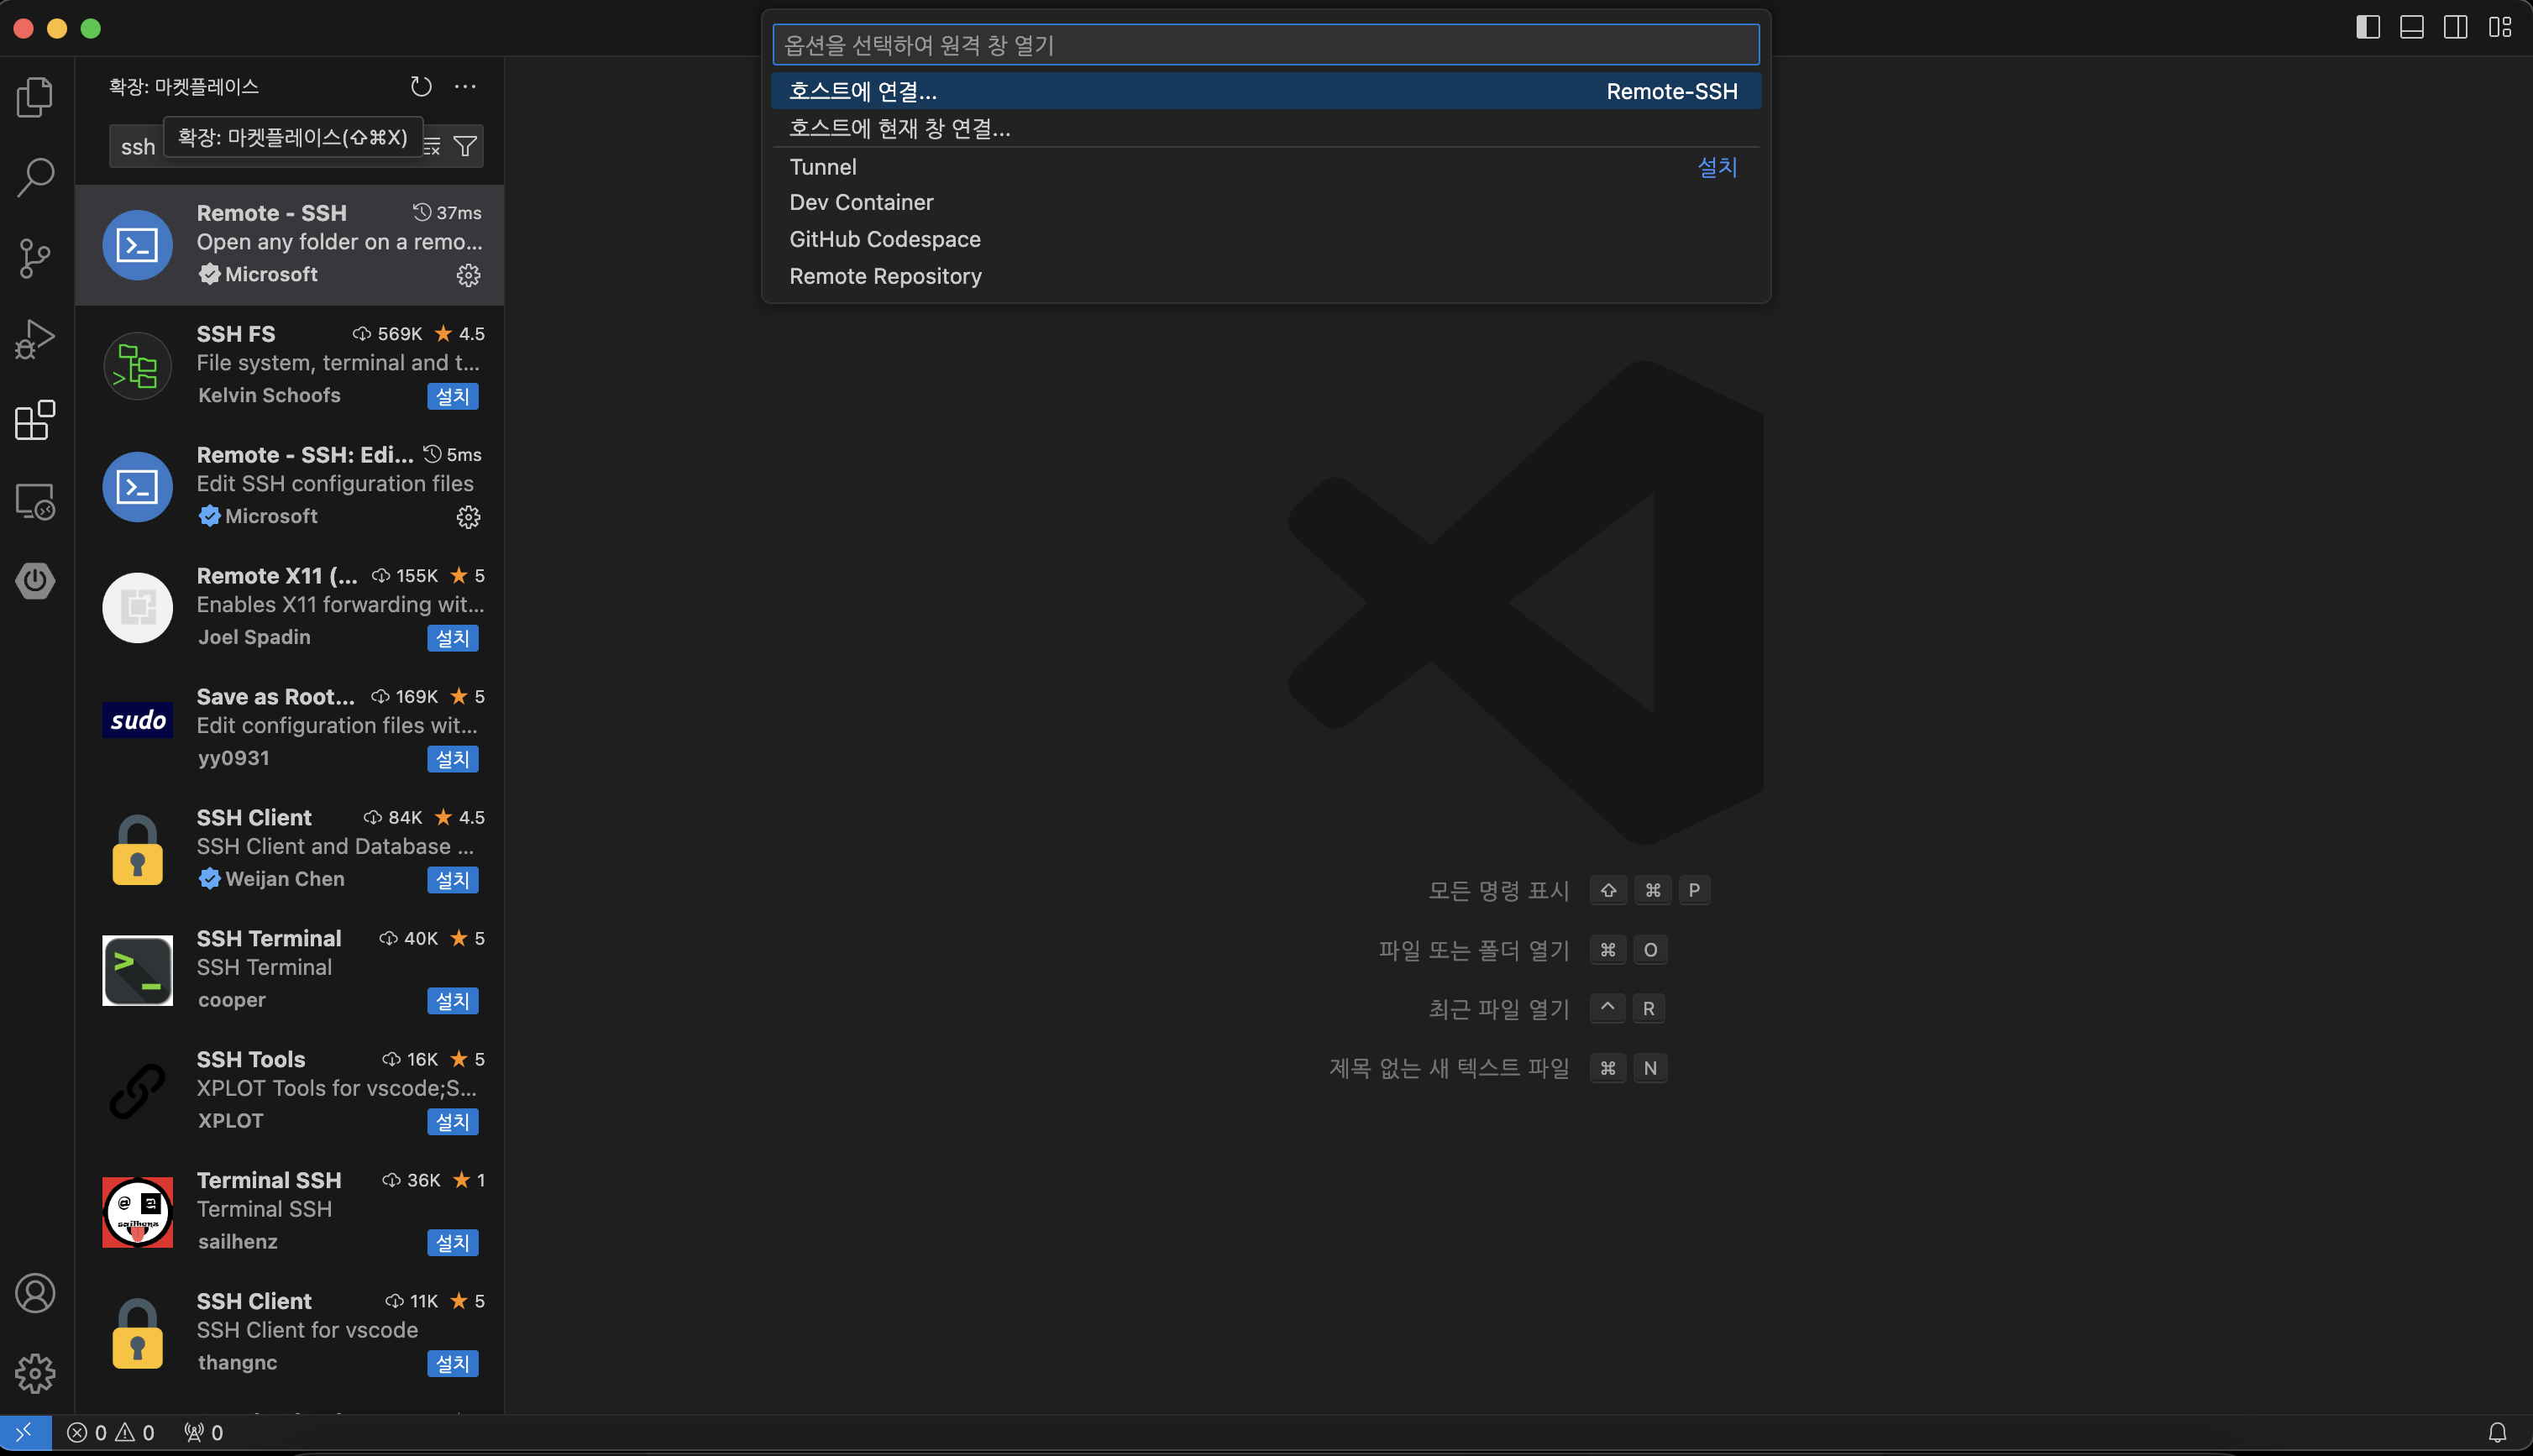 옵션을 선택하여 원격 창 열기
호스트에 연결... Remote-SSH
호스트에 현재 창 연결...
Tunnel 설치
Dev Container
GitHub Codespace
Remote Repository
확장: 마켓플레이스
ssh
확장: 마켓플레이스(⇧⌘X)
Remote - SSH 37ms
Open any folder on a remo...
Microsoft
SSH FS 569K ★ 4.5
File system, terminal and t...
Kelvin Schoofs 설치
Remote - SSH: Edi... 5ms
Edit SSH configuration files
Microsoft
Remote X11 (... 155K ★ 5
Enables X11 forwarding wit...
Joel Spadin 설치
sudo
Save as Root... 169K ★ 5
Edit configuration files wit...
yy0931 설치
SSH Client 84K ★ 4.5
SSH Client and Database ...
Weijan Chen 설치
SSH Terminal 40K ★ 5
SSH Terminal
cooper 설치
SSH Tools 16K ★ 5
XPLOT Tools for vscode;S...
XPLOT 설치
Terminal SSH 36K ★ 1
Terminal SSH
sailhenz 설치
@ a
sailhenz
SSH Client 11K ★ 5
SSH Client for vscode
thangnc 설치
모든 명령 표시 ⇧ ⌘ P
파일 또는 폴더 열기 ⌘ O
최근 파일 열기 ^ R
제목 없는 새 텍스트 파일 ⌘ N
0 0 0